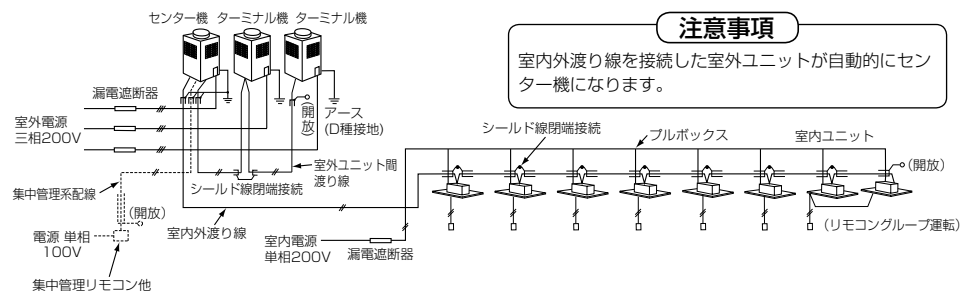 センター機 ターミナル機 ターミナル機
漏電遮断器
室外電源
三相200V
(開放)
アース
(D種接地)
室外ユニット間
渡り線
シールド線閉端接続
集中管理系配線
(開放)
電源 単相
100V
集中管理リモコン他
室内外渡り線
室内電源
単相200V
漏電遮断器
注意事項
室内外渡り線を接続した室外ユニットが自動的にセン
ター機になります。
シールド線閉端接続
プルボックス
室内ユニット
(開放)
(リモコングループ運転)